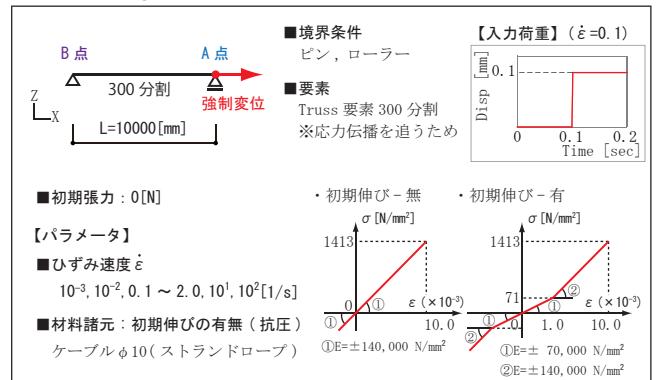 ■境界条件
ピン, ローラー
■要素
Truss 要素 300 分割
※応力伝播を追うため
【入力荷重】(ε̇=0.1)
Disp [mm]
0.1
0 0.1 0.2
Time [sec]
B 点 A 点
300 分割
強制変位
Z
X
L=10000[mm]
■初期張力：0[N]
【パラメータ】
■ひずみ速度 ε̇
10⁻³, 10⁻², 0.1 ～ 2.0, 10¹, 10²[1/s]
■材料諸元：初期伸びの有無（抗圧）
ケーブルφ10(ストランドロープ)
・初期伸び－無
σ[N/mm²]
1413
0 ① ε (×10⁻³)
①
10.0
①E=±140,000 N/mm²
・初期伸び－有
σ[N/mm²]
1413
②
71
① ε (×10⁻³)
① 0 1.0 10.0
②
①E=± 70,000 N/mm²
②E=±140,000 N/mm²